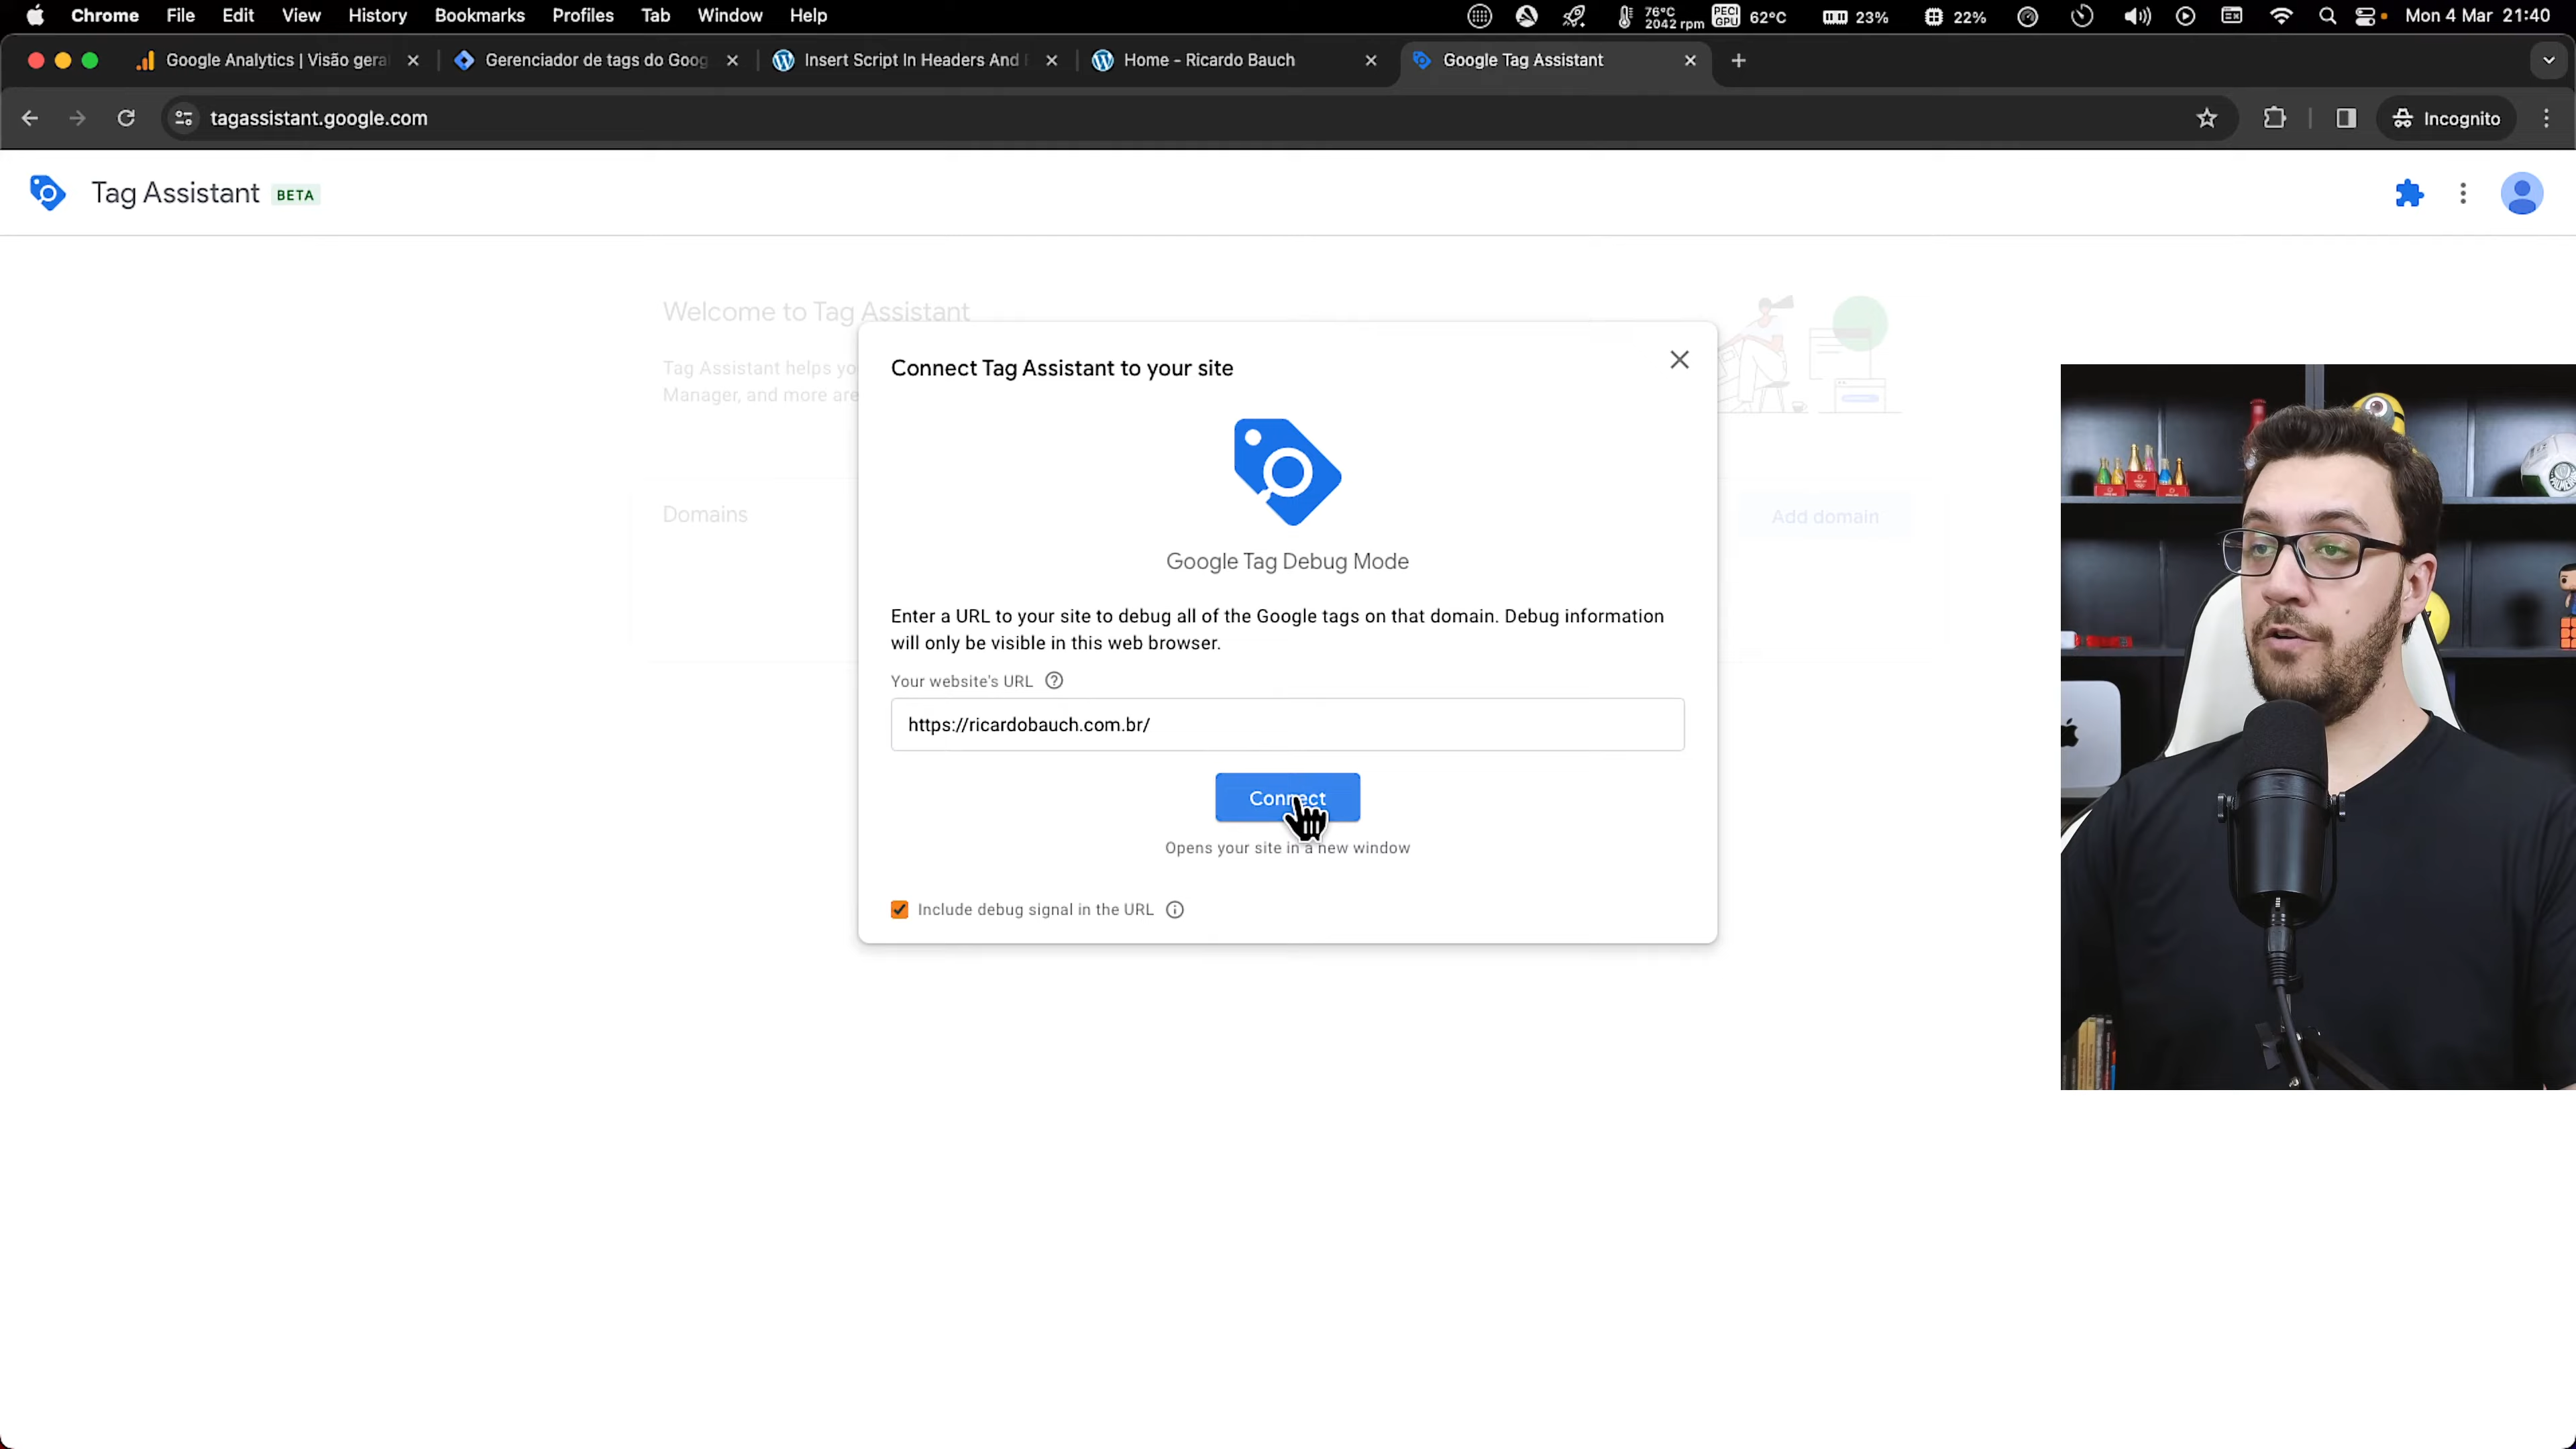 Chrome File Edit View History Bookmarks Profiles Tab Window Help 76°C 2042 rpm PECI GPU 62°C 23% 22% Mon 4 Mar 21:40
Google Analytics | Visão geral Gerenciador de tags do Goog Insert Script In Headers And Home - Ricardo Bauch Google Tag Assistant
tagassistant.google.com Incognito
Tag Assistant BETA
Welcome to Tag Assistant
Tag Assistant helps yo
Manager, and more are
Domains
Add domain
Connect Tag Assistant to your site
Google Tag Debug Mode
Enter a URL to your site to debug all of the Google tags on that domain. Debug information
will only be visible in this web browser.
Your website's URL
https://ricardobauch.com.br/
Connect
Opens your site in a new window
Include debug signal in the URL